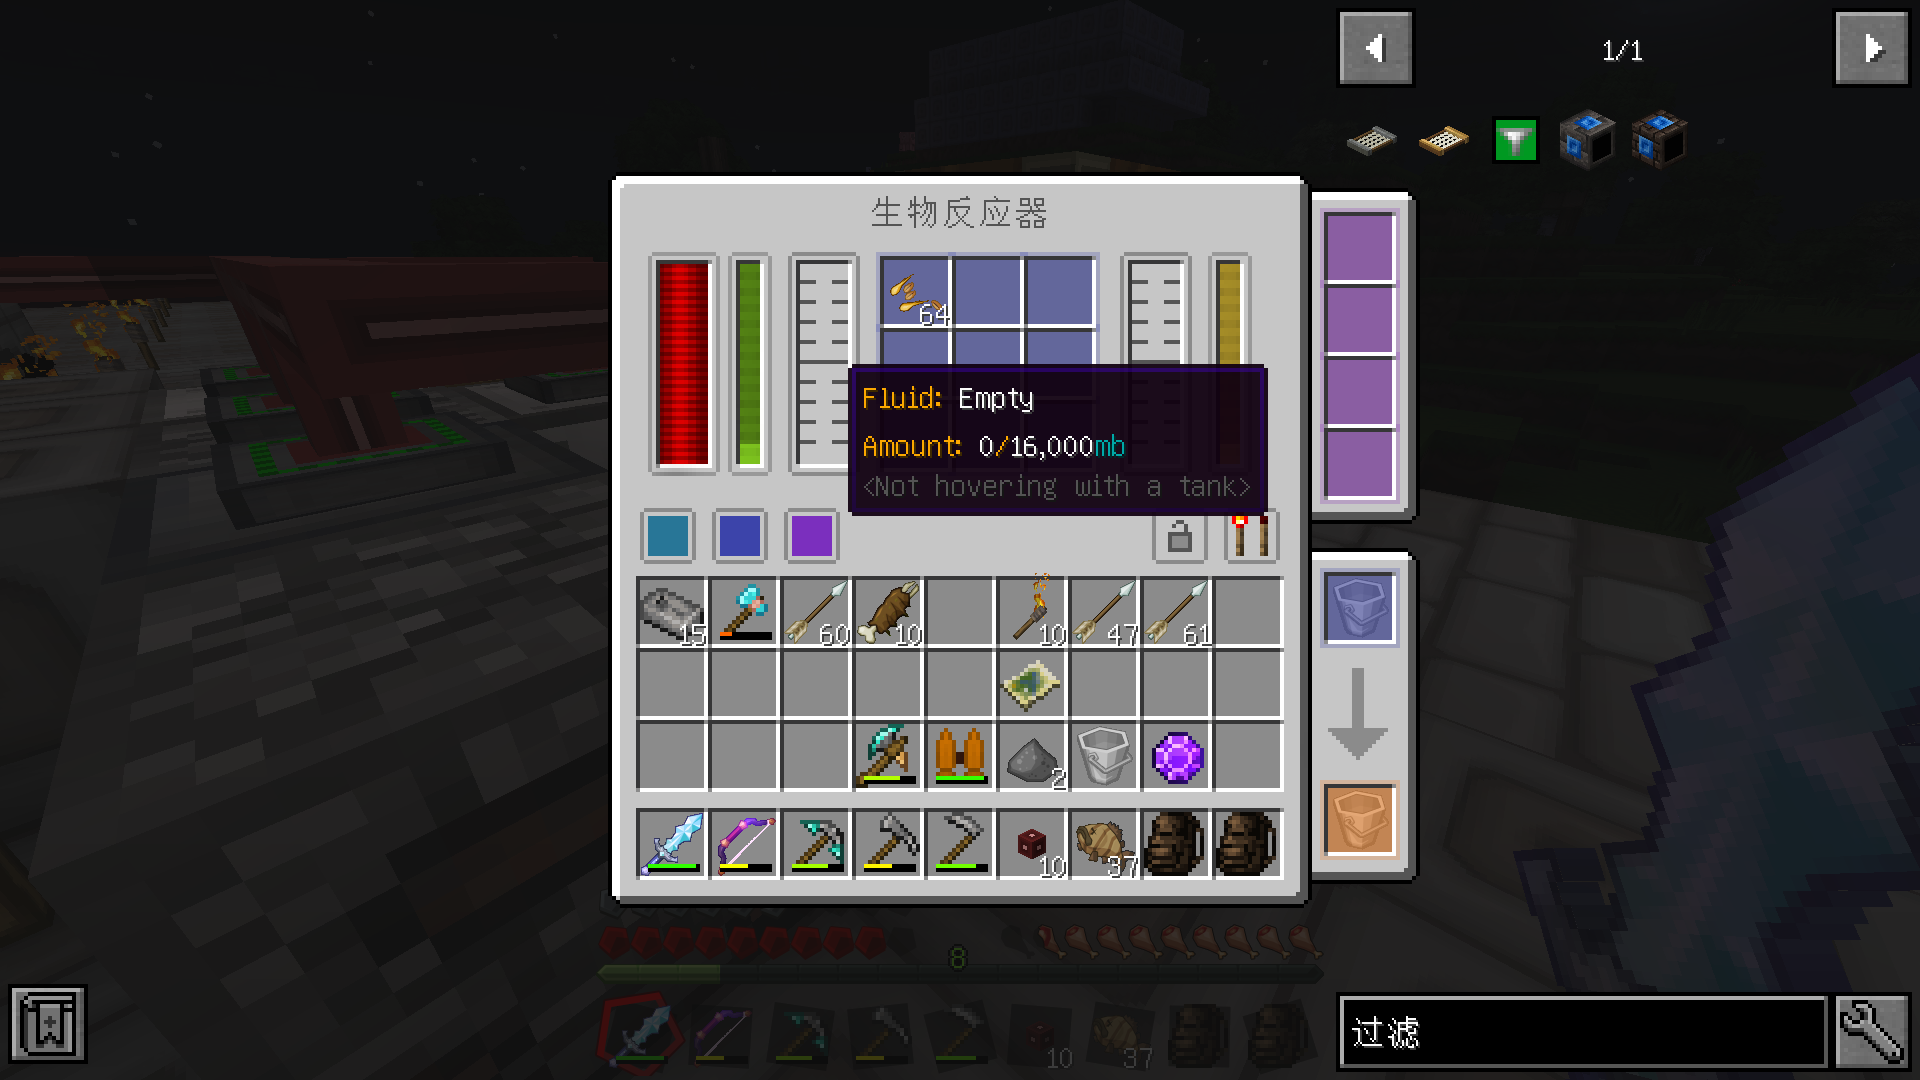 1/1
生物反应器
64
Fluid: Empty
Amount: 0/16,000mb
<Not hovering with a tank>
15
60
10
10
47
61
2
10
37
8
10
37
过滤